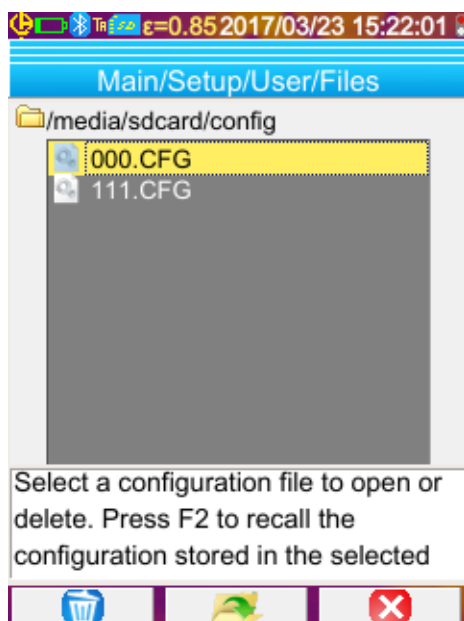 ε=0.85 2017/03/23 15:22:01
Main/Setup/User/Files
/media/sdcard/config
000.CFG
111.CFG
Select a configuration file to open or
delete. Press F2 to recall the
configuration stored in the selected